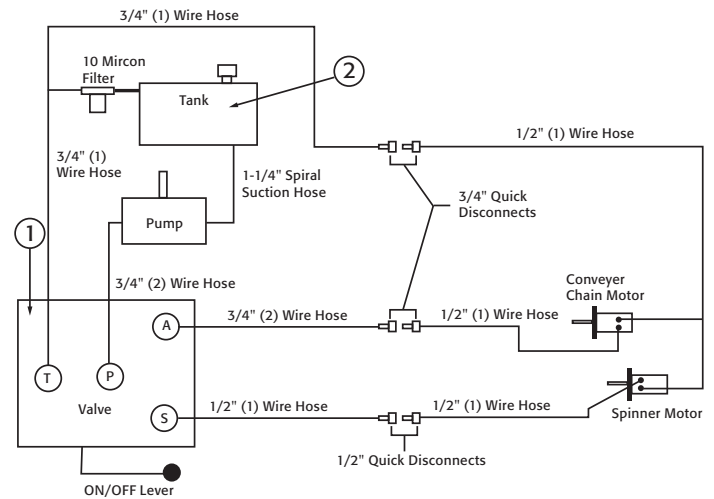 3/4" (1) Wire Hose
10 Mircon
Filter
2
Tank
1/2" (1) Wire Hose
3/4" (1)
Wire Hose
1-1/4" Spiral
Suction Hose
3/4" Quick
Disconnects
Pump
1
3/4" (2) Wire Hose
Conveyer
Chain Motor
A
3/4" (2) Wire Hose
1/2" (1) Wire Hose
T
P
Valve
S
1/2" (1) Wire Hose
1/2" (1) Wire Hose
Spinner Motor
1/2" Quick Disconnects
ON/OFF Lever